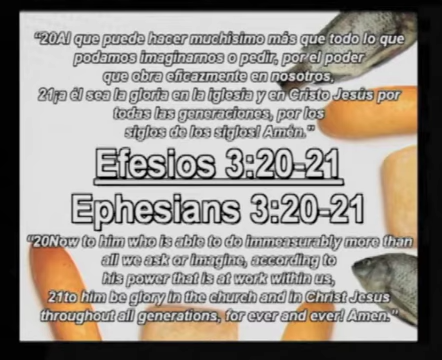 "20Al que puede hacer muchísimo más que todo lo que
podamos imaginarnos o pedir, por el poder
que obra eficazmente en nosotros,
21¡a él sea la gloria en la iglesia y en Cristo Jesús por
todas las generaciones, por los
siglos de los siglos! Amén."
Efesios 3:20-21
Ephesians 3:20-21
"20Now to him who is able to do immeasurably more than
all we ask or imagine, according to
his power that is at work within us,
21to him be glory in the church and in Christ Jesus
throughout all generations, for ever and ever! Amen."